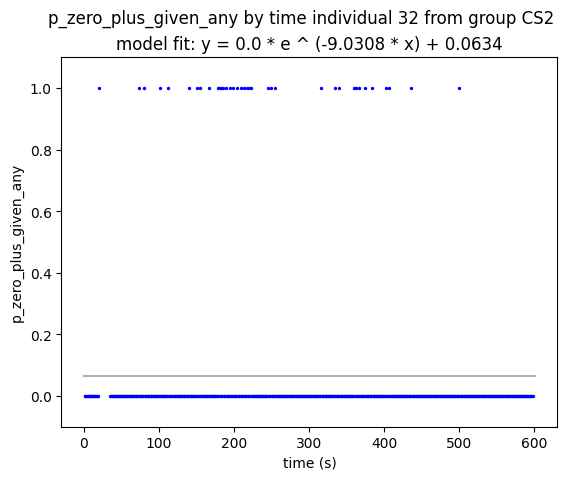 p_zero_plus_given_any by time individual 32 from group CS2
model fit: y = 0.0 * e ^ (-9.0308 * x) + 0.0634
1.0
0.8
0.6
0.4
0.2
0.0
p_zero_plus_given_any
0 100 200 300 400 500 600
time (s)